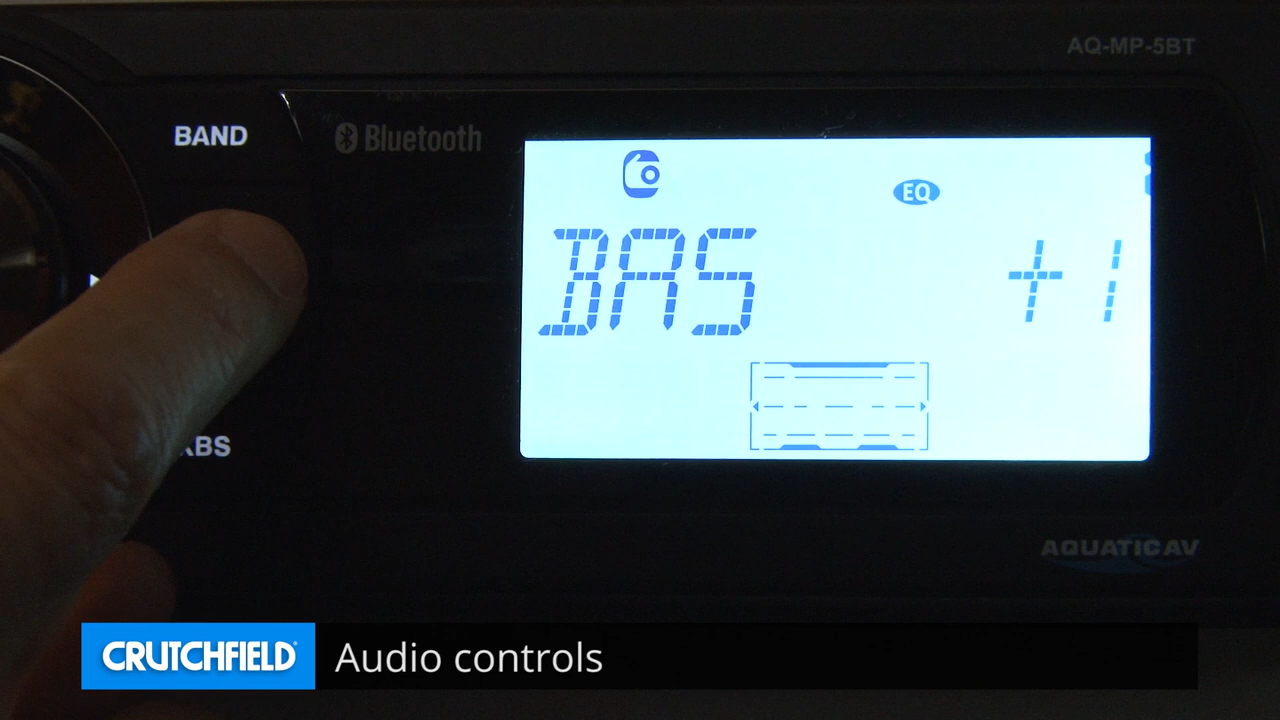 AQ-MP-5BT
BAND
Bluetooth
EQ
BAS +1
BS
AQUATIC AV
CRUTCHFIELD
Audio controls